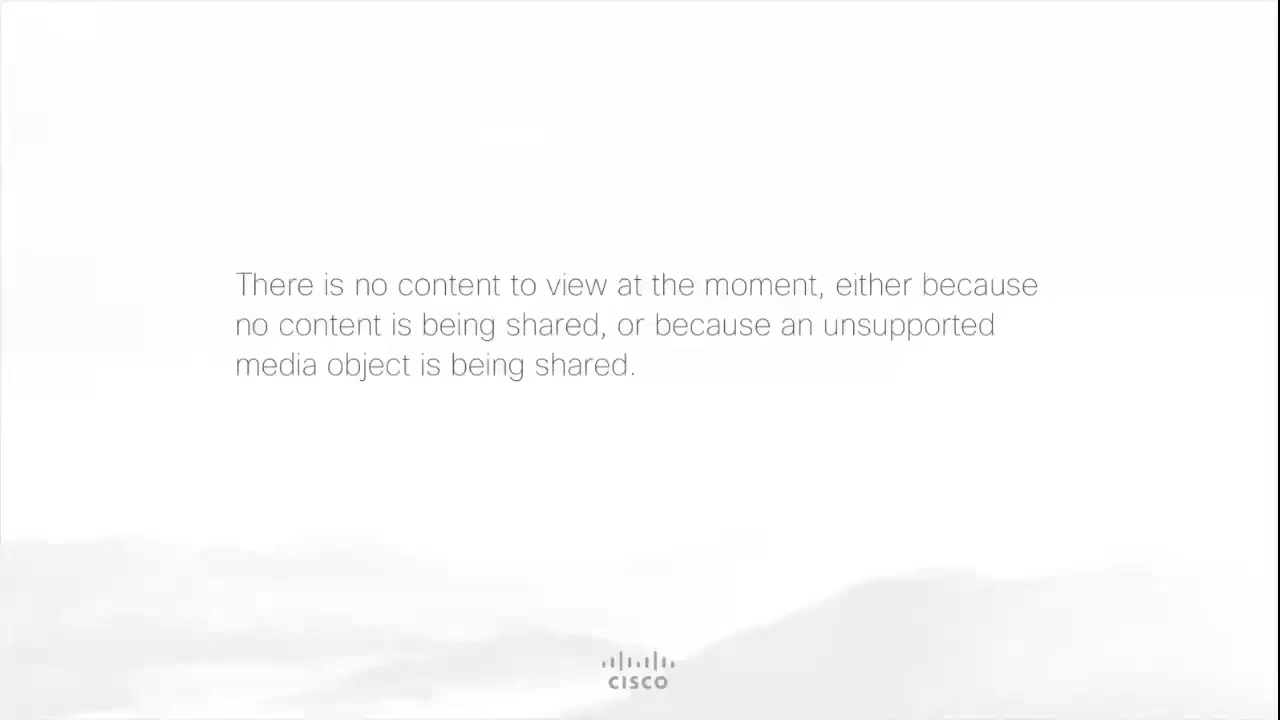 There is no content to view at the moment, either because
no content is being shared, or because an unsupported
media object is being shared.
CISCO